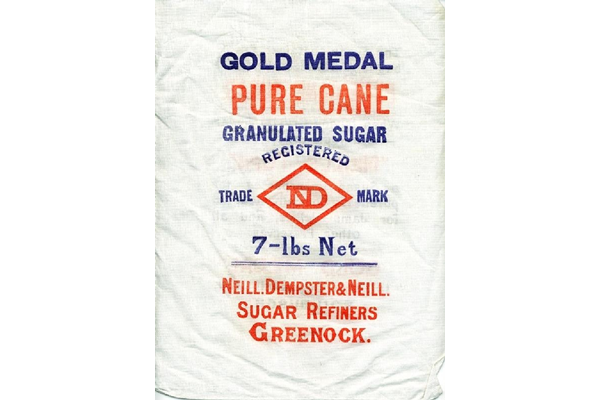 GOLD MEDAL
PURE CANE
GRANULATED SUGAR
REGISTERED
TRADE ND MARK
7-lbs Net
NEILL. DEMPSTER & NEILL.
SUGAR REFINERS
GREENOCK.